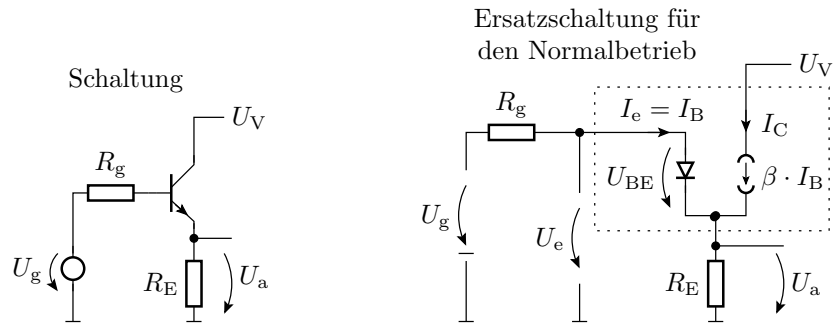 Schaltung
U_V
R_g
U_g
R_E
U_a
Ersatzschaltung für
den Normalbetrieb
U_V
R_g
I_e = I_B
I_C
U_BE
β · I_B
U_g
U_e
R_E
U_a